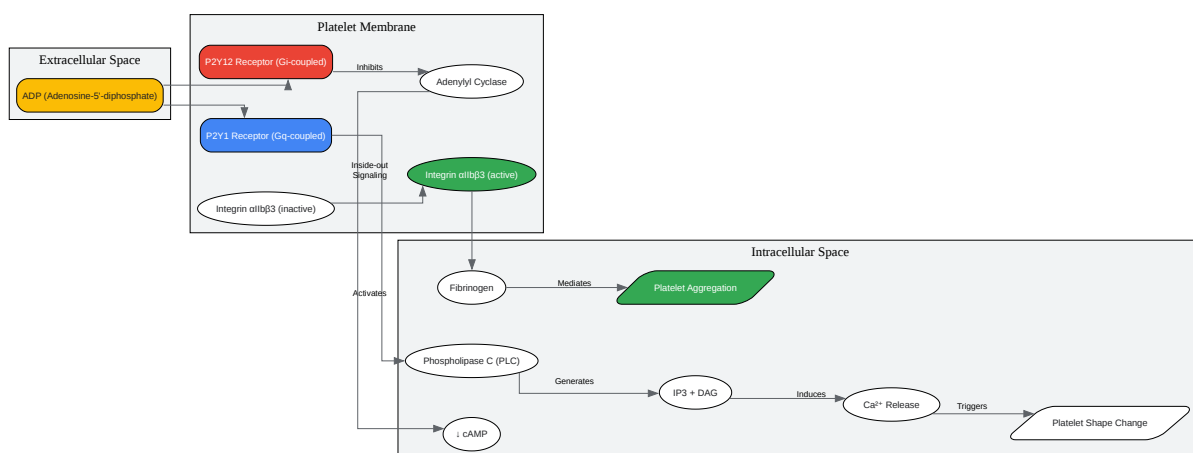 Platelet Membrane
Extracellular Space
P2Y12 Receptor (Gi-coupled)
Inhibits
Adenylyl Cyclase
ADP (Adenosine-5'-diphosphate)
P2Y1 Receptor (Gq-coupled)
Inside-out
Signaling
Integrin αIIbβ3 (active)
Integrin αIIbβ3 (inactive)
Intracellular Space
Activates
Fibrinogen
Mediates
Platelet Aggregation
Phospholipase C (PLC)
Generates
IP3 + DAG
Induces
Ca²⁺ Release
Triggers
Platelet Shape Change
↓ cAMP